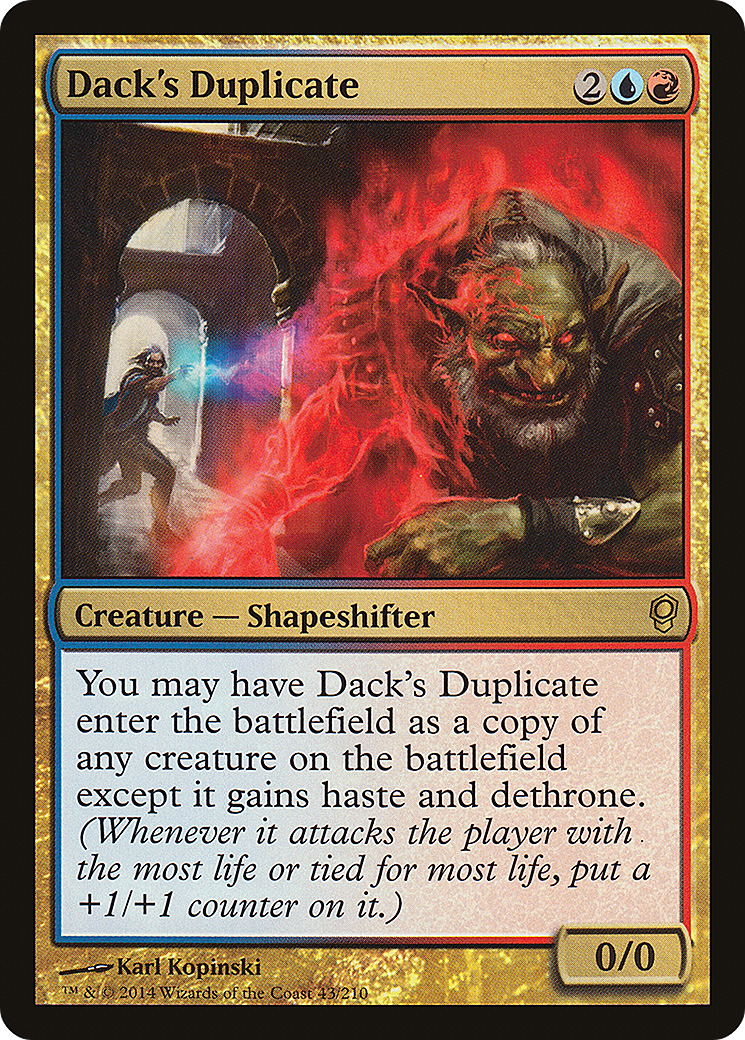 Dack's Duplicate 2
Creature — Shapeshifter
You may have Dack's Duplicate
enter the battlefield as a copy of
any creature on the battlefield
except it gains haste and dethrone.
(Whenever it attacks the player with
the most life or tied for most life, put a
+1/+1 counter on it.)
0/0
Karl Kopinski
™ & © 2014 Wizards of the Coast 43/210